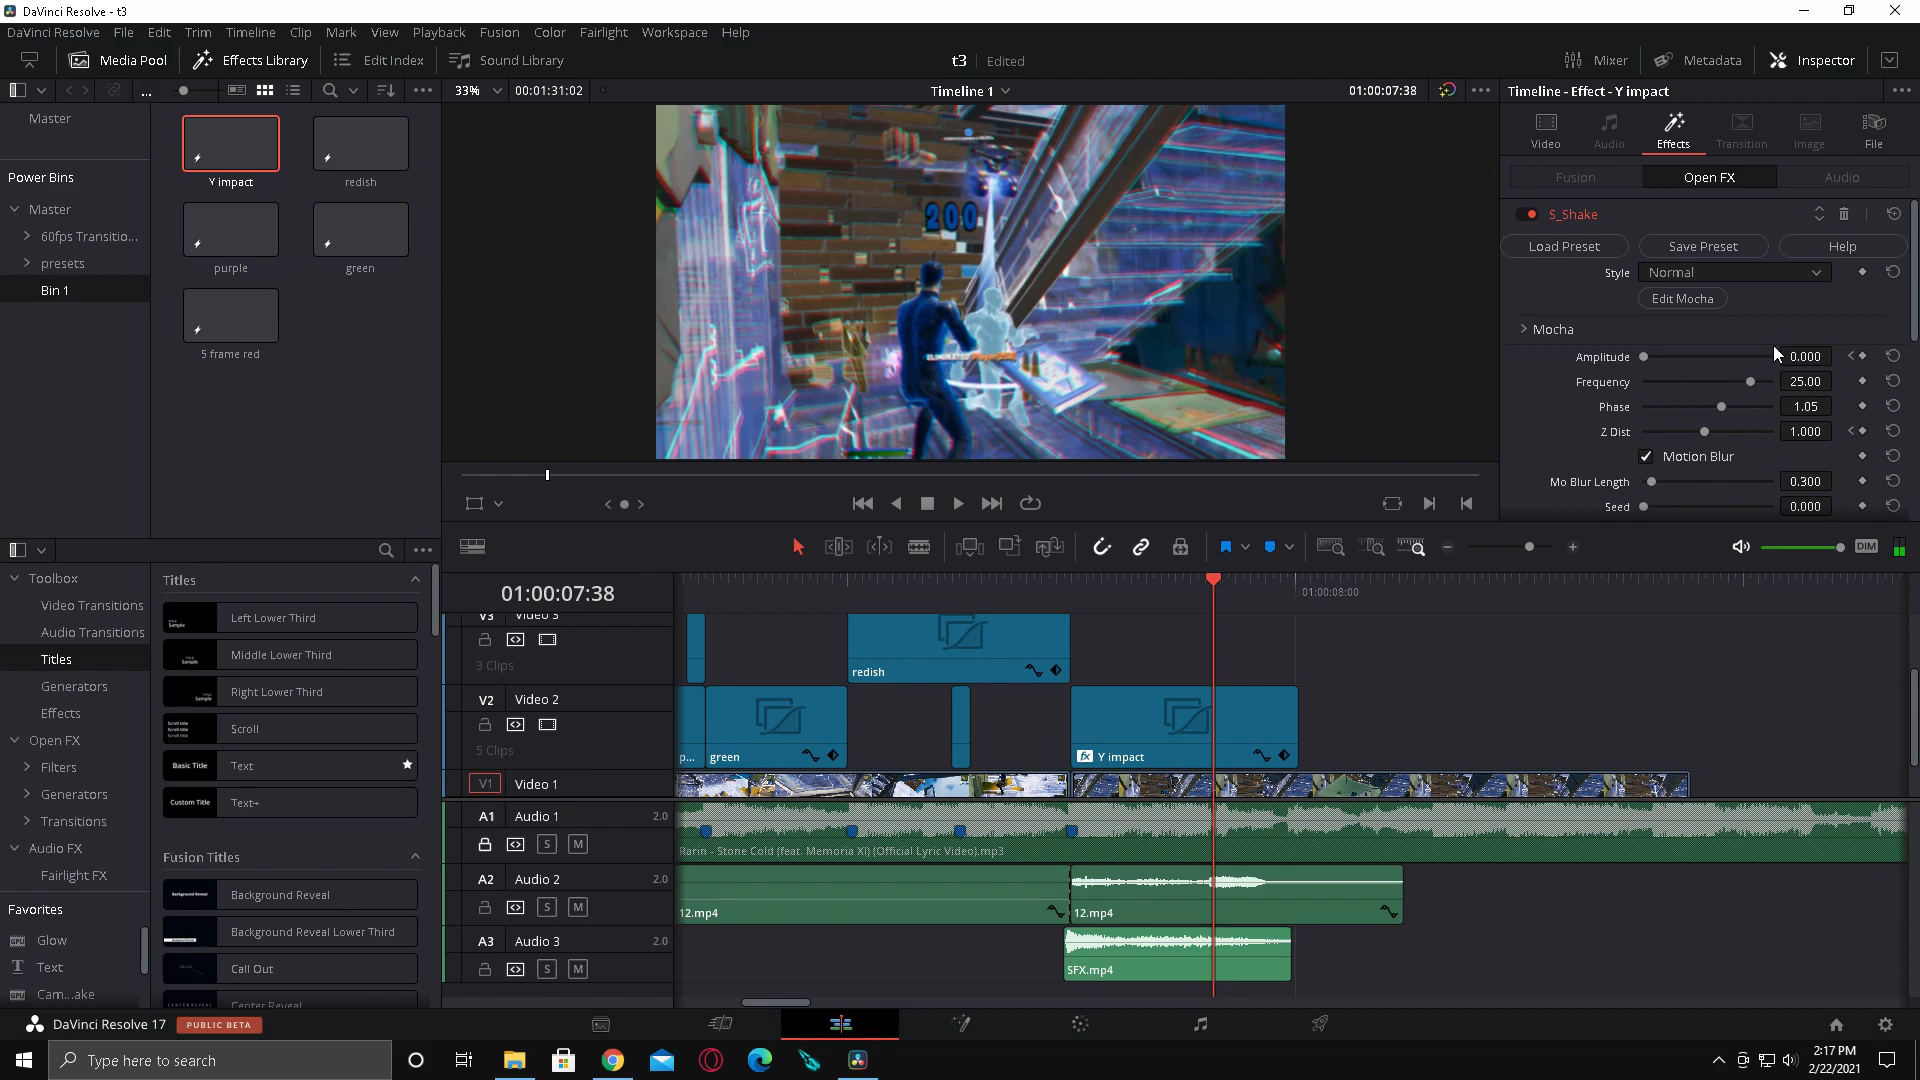 DaVinci Resolve - t3
DaVinci Resolve File Edit Trim Timeline Clip Mark View Playback Fusion Color Fairlight Workspace Help
Media Pool Effects Library Edit Index Sound Library t3 Edited Mixer Metadata Inspector
... 33% 00:01:31:02 Timeline 1 01:00:07:38 Timeline - Effect - Y impact
Master
Power Bins
Master
60fps Transitio...
presets
Bin 1
Y impact redish
purple green
5 frame red
200
ELIMINATED
Video Audio Effects Transition Image File
Fusion Open FX Audio
S_Shake
Load Preset Save Preset Help
Style Normal
Edit Mocha
Mocha
Amplitude 0.000
Frequency 25.00
Phase 1.05
Z Dist 1.000
Motion Blur
Mo Blur Length 0.300
Seed 0.000
DIM
Toolbox
Video Transitions
Audio Transitions
Titles
Generators
Effects
Open FX
Filters
Generators
Transitions
Audio FX
Fairlight FX
Favorites
Glow
Text
Cam...ake
Titles
Left Lower Third
Middle Lower Third
Right Lower Third
Scroll
Basic Title Text
Custom Title Text+
Fusion Titles
Background Reveal
Background Reveal Lower Third
Call Out
Center Reveal
01:00:07:38 01:00:08:00
V3 Video 3
3 Clips
redish
V2 Video 2
5 Clips
p... green fx Y impact
V1 Video 1
A1 Audio 1 2.0
S M
Rarin - Stone Cold (feat. Memoria XI) (Official Lyric Video).mp3
A2 Audio 2 2.0
S M
12.mp4 12.mp4
A3 Audio 3 2.0
S M
SFX.mp4
DaVinci Resolve 17 PUBLIC BETA
Type here to search
2:17 PM
2/22/2021